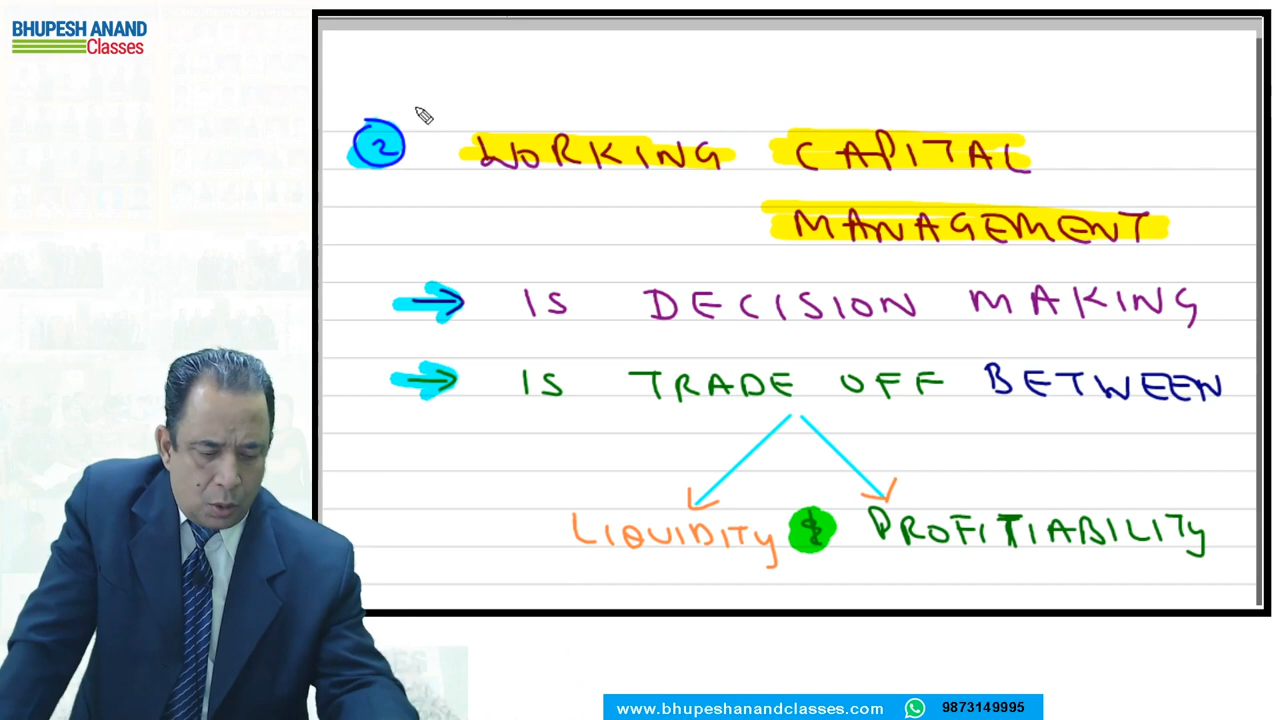 BHUPESH ANAND
Classes
2 WORKING CAPITAL
MANAGEMENT
→ IS DECISION MAKING
→ IS TRADE OFF BETWEEN
LIQUIDITY & PROFITIABILITY
www.bhupeshanandclasses.com 9873149995